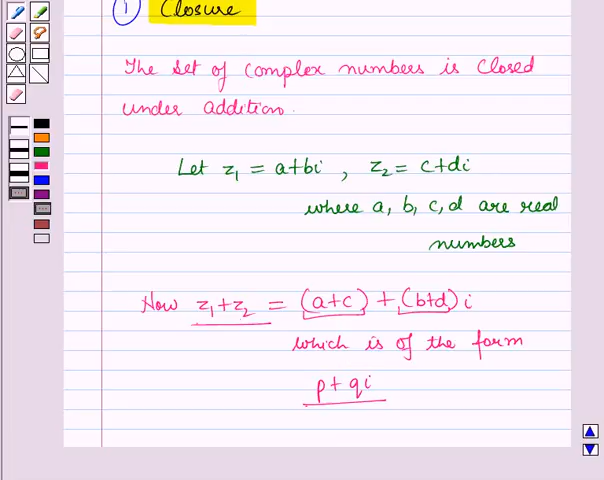 1 Closure
The set of complex numbers is closed
under addition.
Let z₁ = a+bi , z₂ = c+di
where a, b, c, d are real
numbers
Now z₁+z₂ = (a+c) + (b+d) i
which is of the form
p + qi